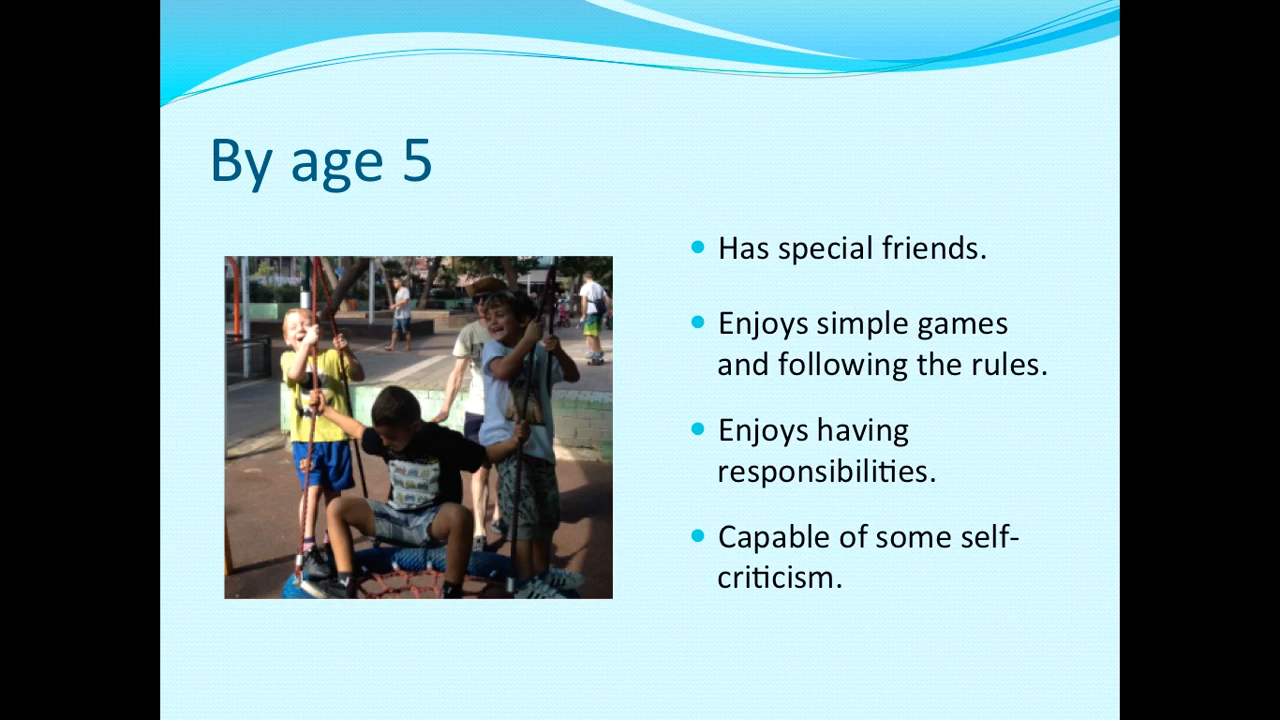 By age 5
Has special friends.
Enjoys simple games
and following the rules.
Enjoys having
responsibilities.
Capable of some self-
criticism.